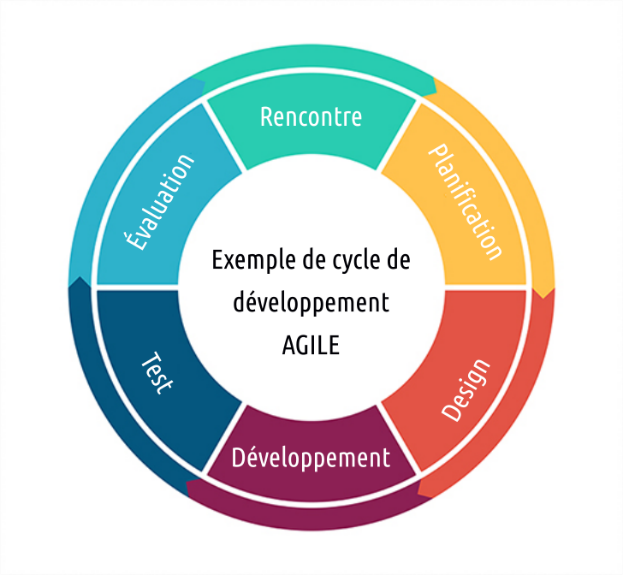 Rencontre
Planification
Design
Développement
Test
Évaluation
Exemple de cycle de
développement
AGILE